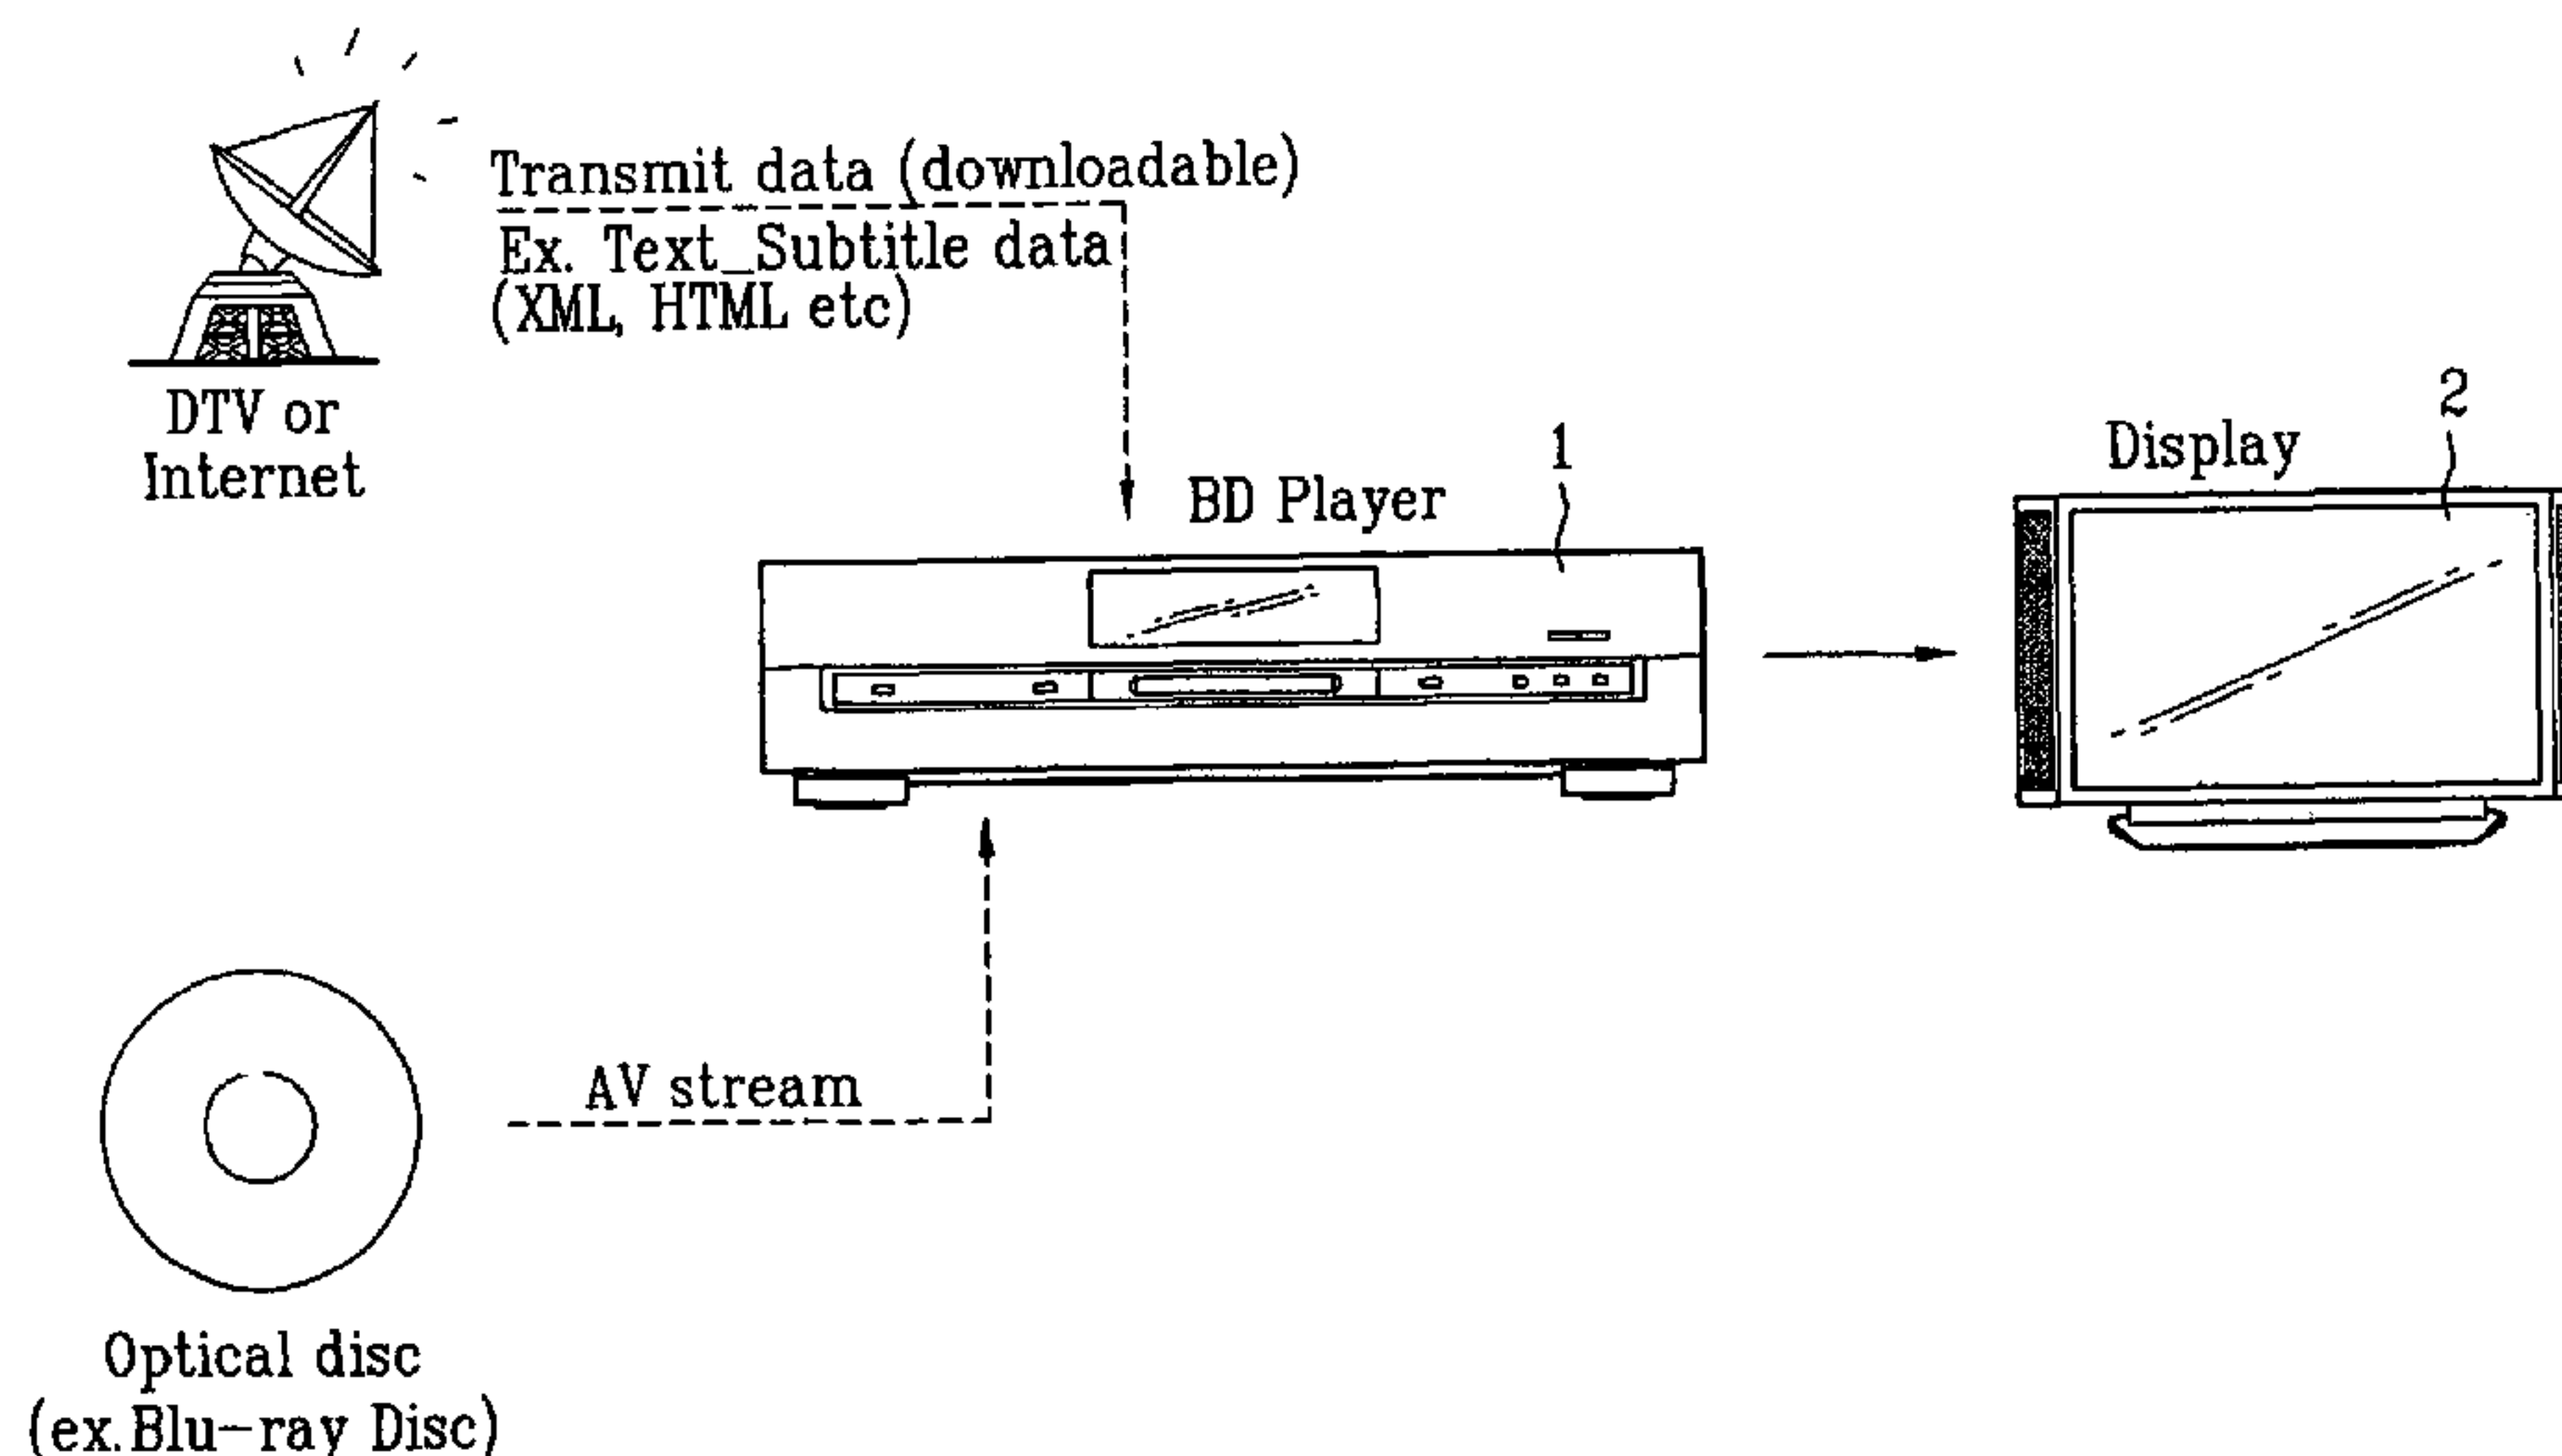 Transmit data (downloadable)
Ex. Text_Subtitle data
(XML, HTML etc)
DTV or
Internet
BD Player
1
Display
2
AV stream
Optical disc
(ex.Blu-ray Disc)